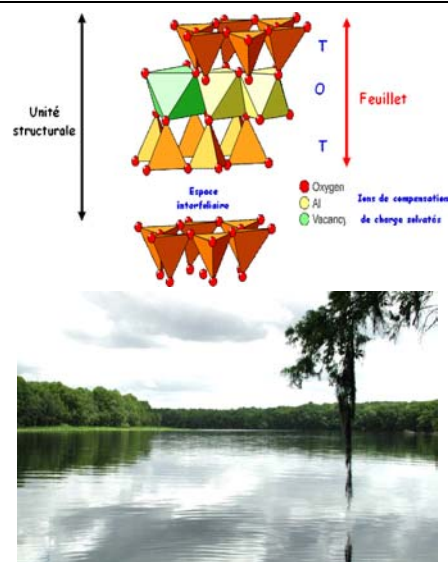 T
O
T
Unité
structurale
Feuillet
Espace
interfoliaire
Oxygen
Al
Vacancy
Ions de compensation
de charge solvatés